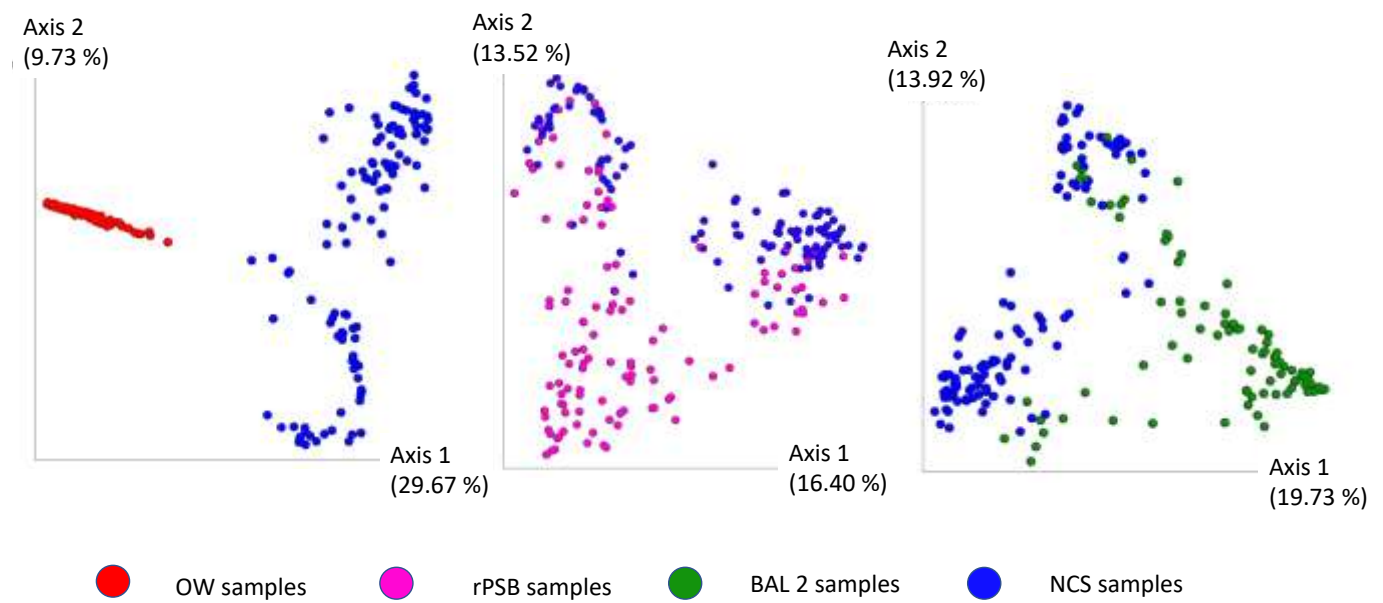 Axis 2
(9.73 %)
Axis 1
(29.67 %)
Axis 2
(13.52 %)
Axis 1
(16.40 %)
Axis 2
(13.92 %)
Axis 1
(19.73 %)
OW samples
rPSB samples
BAL 2 samples
NCS samples